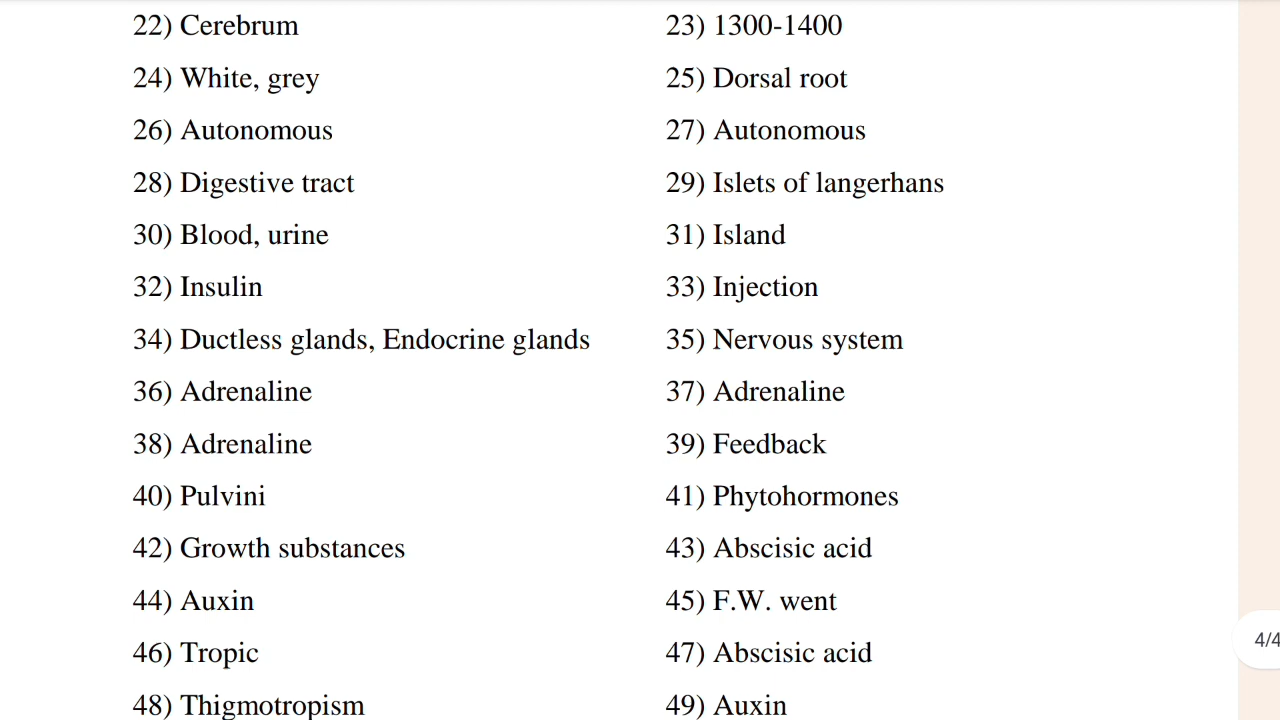 22) Cerebrum 23) 1300-1400
24) White, grey 25) Dorsal root
26) Autonomous 27) Autonomous
28) Digestive tract 29) Islets of langerhans
30) Blood, urine 31) Island
32) Insulin 33) Injection
34) Ductless glands, Endocrine glands 35) Nervous system
36) Adrenaline 37) Adrenaline
38) Adrenaline 39) Feedback
40) Pulvini 41) Phytohormones
42) Growth substances 43) Abscisic acid
44) Auxin 45) F.W. went
46) Tropic 47) Abscisic acid
48) Thigmotropism 49) Auxin
4/4